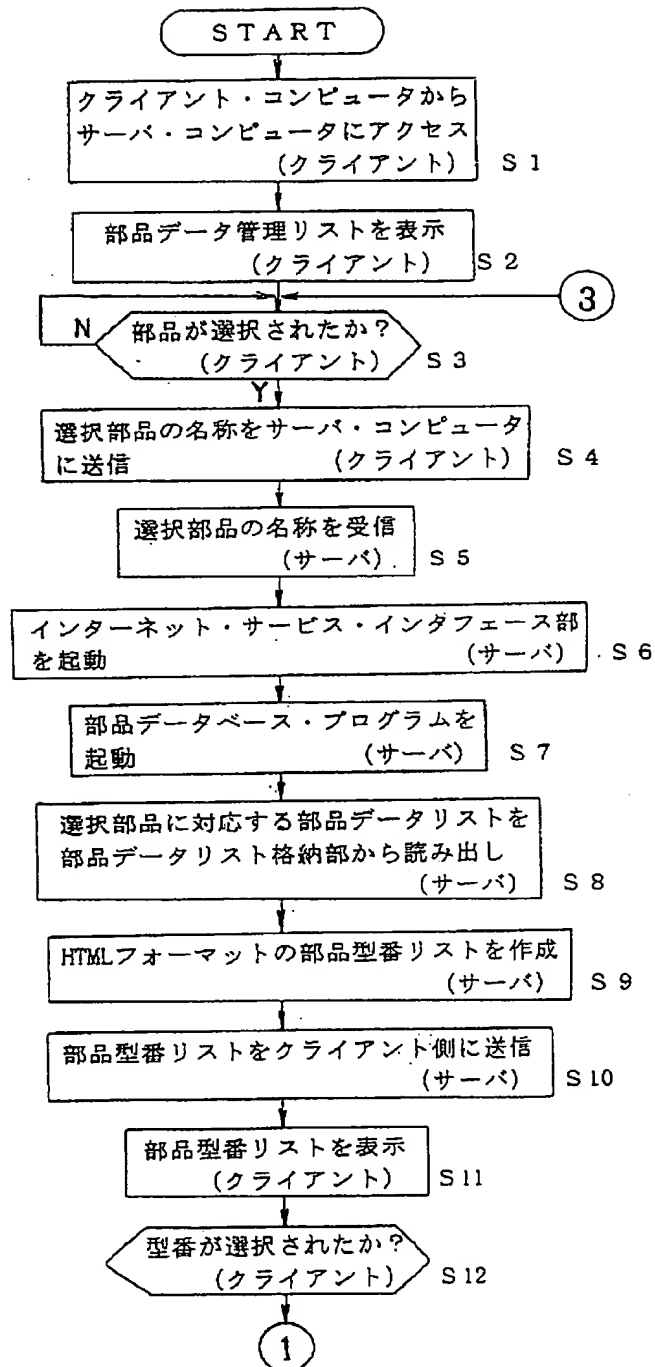 START
クライアント・コンピュータから
サーバ・コンピュータにアクセス
(クライアント) S1
部品データ管理リストを表示
(クライアント) S2
3
N 部品が選択されたか?
(クライアント) S3
Y
選択部品の名称をサーバ・コンピュータ
に送信 (クライアント) S4
選択部品の名称を受信
(サーバ) S5
インターネット・サービス・インタフェース部
を起動 (サーバ) S6
部品データベース・プログラムを
起動 (サーバ) S7
選択部品に対応する部品データリストを
部品データリスト格納部から読み出し
(サーバ) S8
HTMLフォーマットの部品型番リストを作成
(サーバ) S9
部品型番リストをクライアント側に送信
(サーバ) S10
部品型番リストを表示
(クライアント) S11
型番が選択されたか?
(クライアント) S12
1